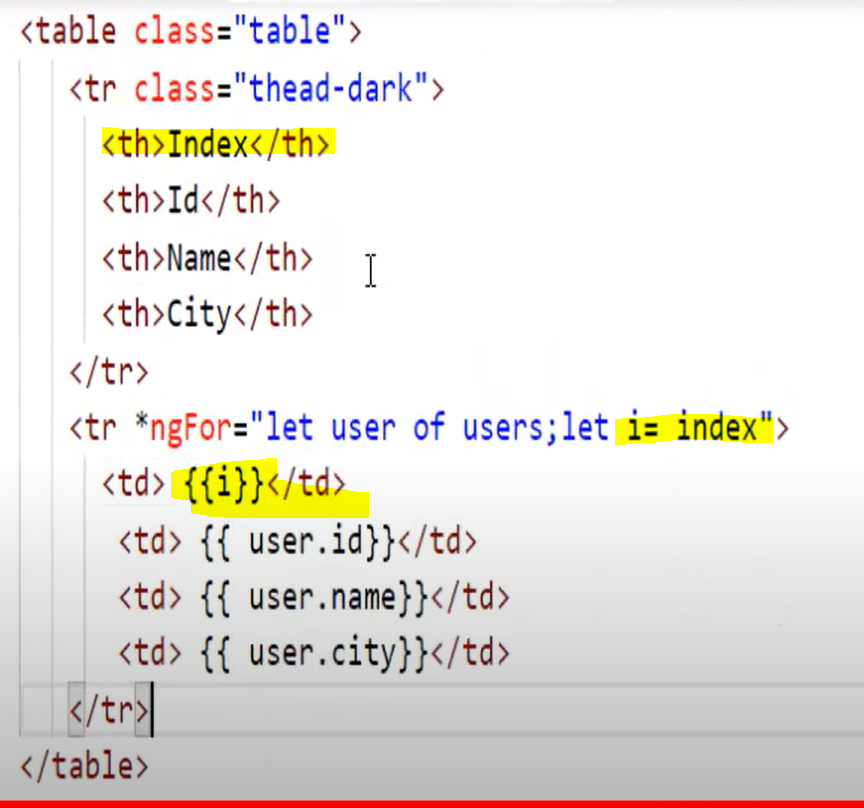 <table class="table">
<tr class="thead-dark">
<th>Index</th>
<th>Id</th>
<th>Name</th>
<th>City</th>
</tr>
<tr *ngFor="let user of users;let i= index">
<td> {{i}}</td>
<td> {{ user.id}}</td>
<td> {{ user.name}}</td>
<td> {{ user.city}}</td>
</tr>
</table>